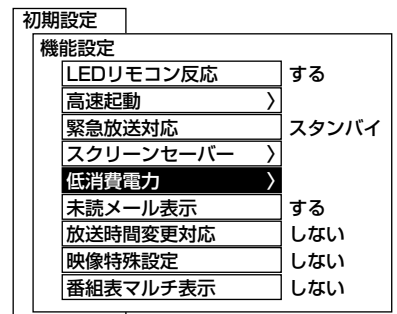 初期設定
機能設定
LEDリモコン反応 する
高速起動 〉
緊急放送対応 スタンバイ
スクリーンセーバー 〉
低消費電力 〉
未読メール表示 する
放送時間変更対応 しない
映像特殊設定 しない
番組表マルチ表示 しない